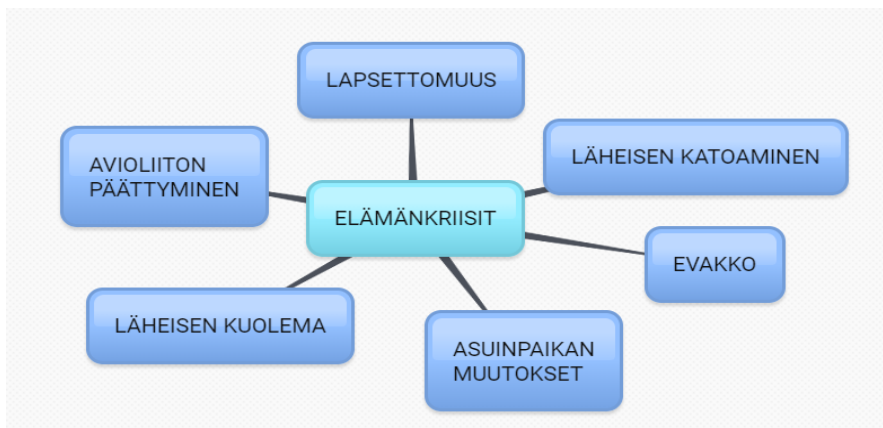 LAPSETTOMUUS
LÄHEISEN KATOAMINEN
AVIOLIITON
PÄÄTTYMINEN
ELÄMÄNKRIISIT
EVAKKO
LÄHEISEN KUOLEMA
ASUINPAIKAN
MUUTOKSET